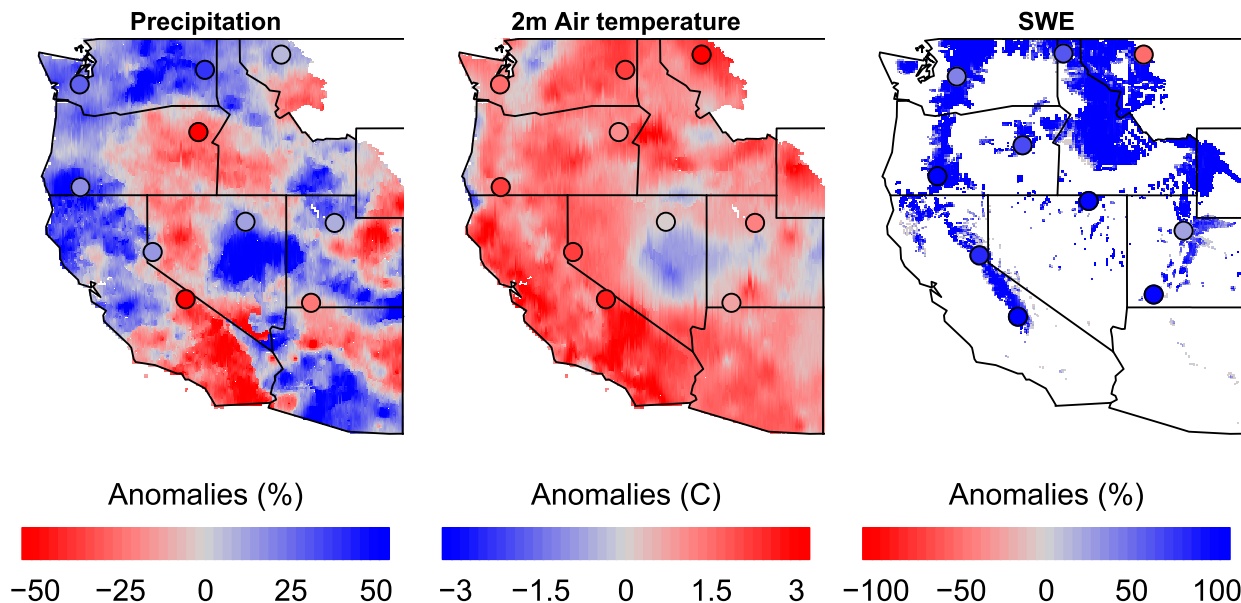 Precipitation 2m Air temperature SWE
Anomalies (%) Anomalies (C) Anomalies (%)
−50 −25 0 25 50 −3 −1.5 0 1.5 3 −100 −50 0 50 100